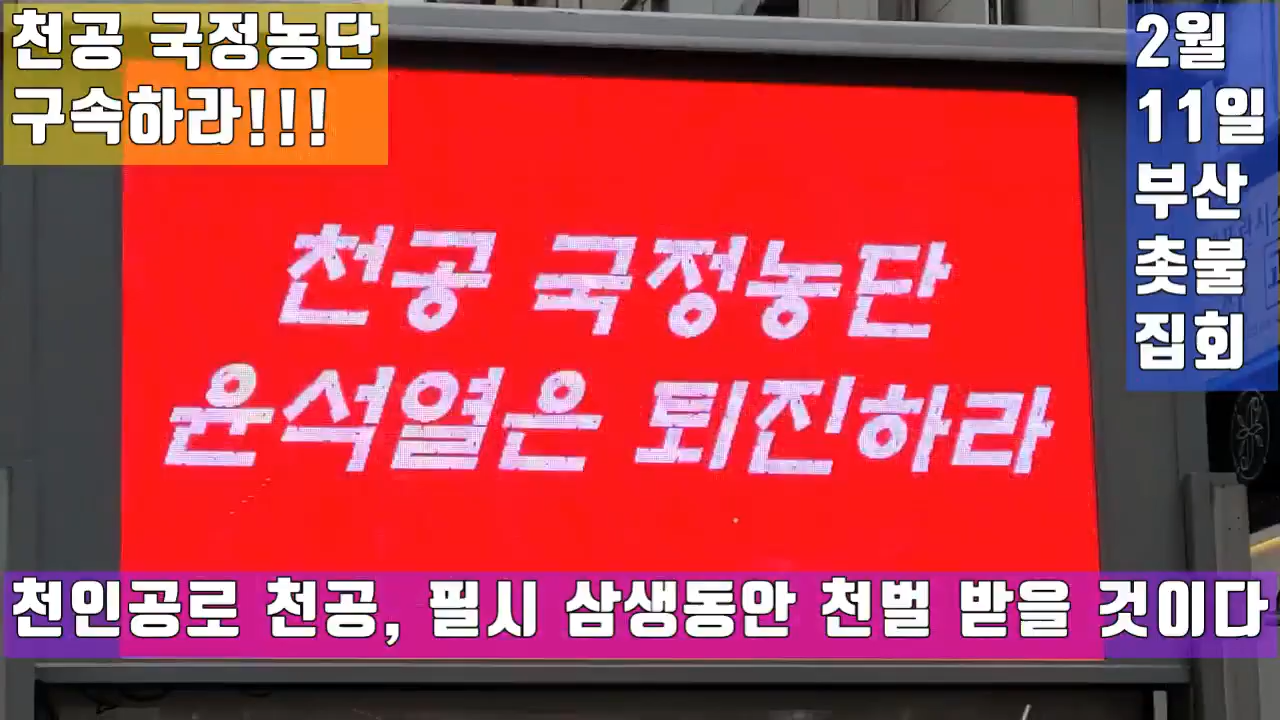 천공 국정농단
구속하라!!!
2월
11일
부산
촛불
집회
천공 국정농단
윤석열은 퇴진하라
천인공로 천공, 필시 삼생동안 천벌 받을 것이다